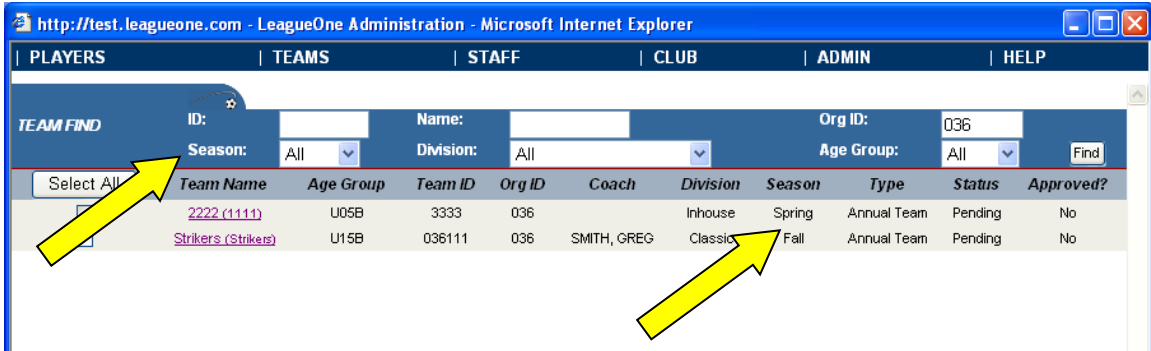 http://test.leagueone.com - LeagueOne Administration - Microsoft Internet Explorer
| PLAYERS | TEAMS | STAFF | CLUB | ADMIN | HELP
TEAM FIND ID: Name: Org ID: 036
Season: All Division: All Age Group: All Find
Select All Team Name Age Group Team ID Org ID Coach Division Season Type Status Approved?
2222 (1111) U05B 3333 036 Inhouse Spring Annual Team Pending No
Strikers (Strikers) U15B 036111 036 SMITH, GREG Classic Fall Annual Team Pending No